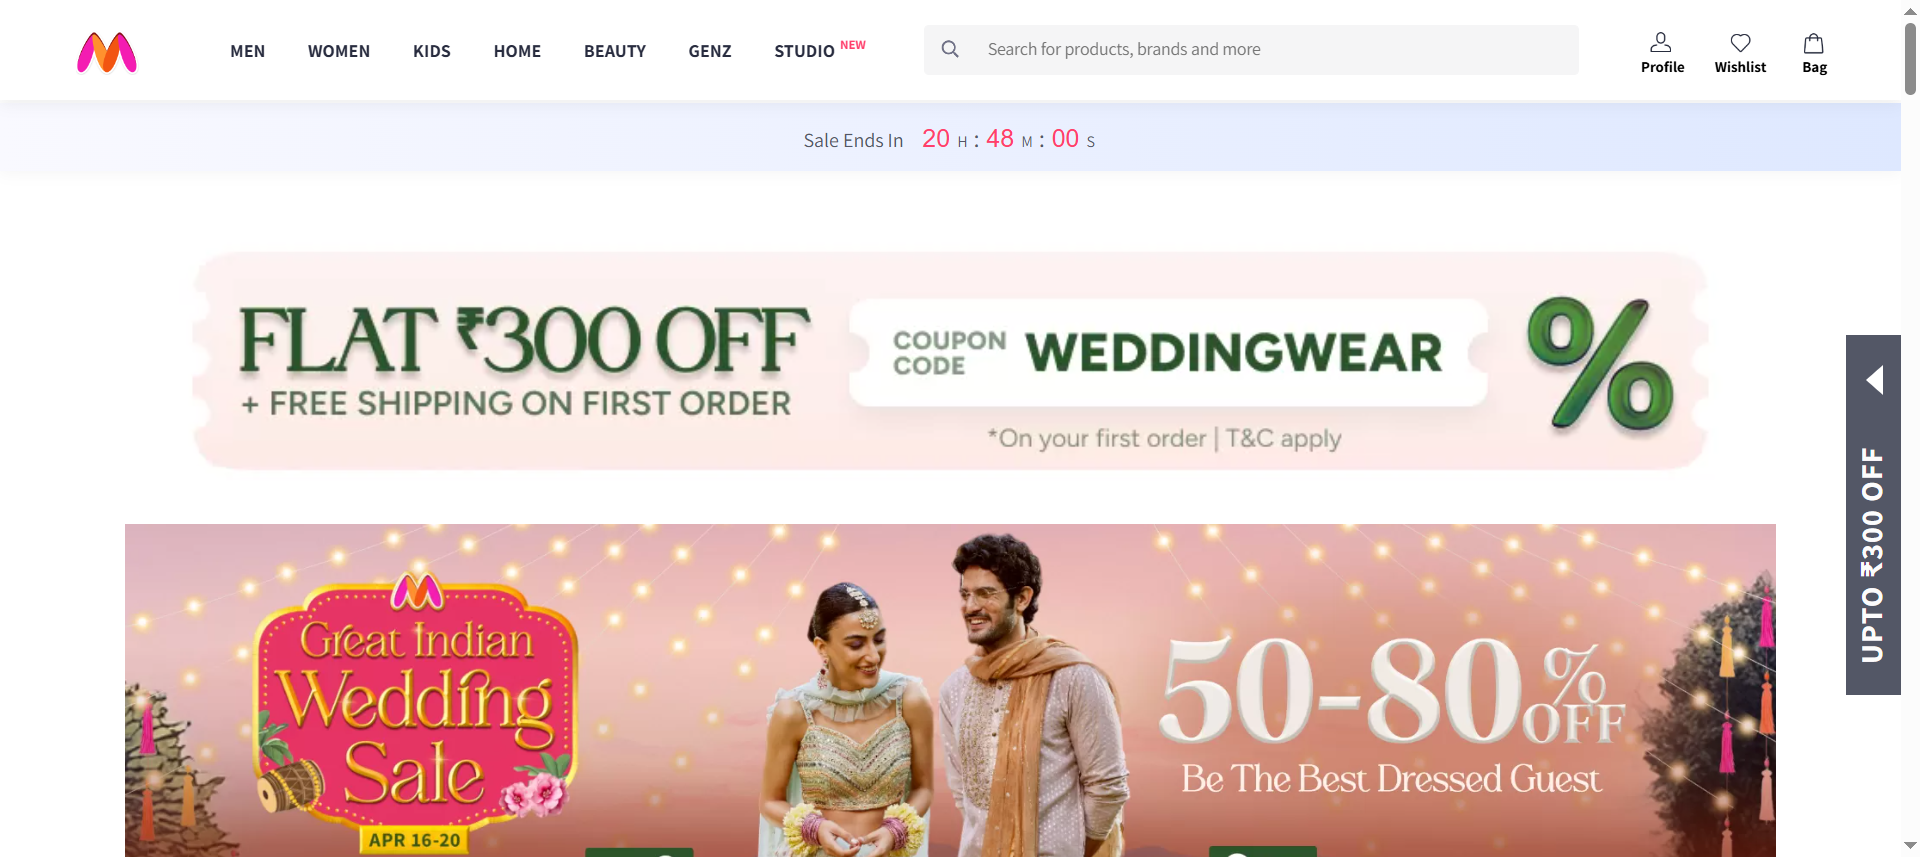 MEN WOMEN KIDS HOME BEAUTY GENZ STUDIO NEW
Search for products, brands and more
Profile Wishlist Bag
Sale Ends In 20 H : 48 M : 00 S
FLAT ₹300 OFF
+ FREE SHIPPING ON FIRST ORDER
COUPON
CODE
WEDDINGWEAR
%
*On your first order | T&C apply
UPTO ₹300 OFF
Great Indian
Wedding
Sale
APR 16-20
50-80%
OFF
Be The Best Dressed Guest